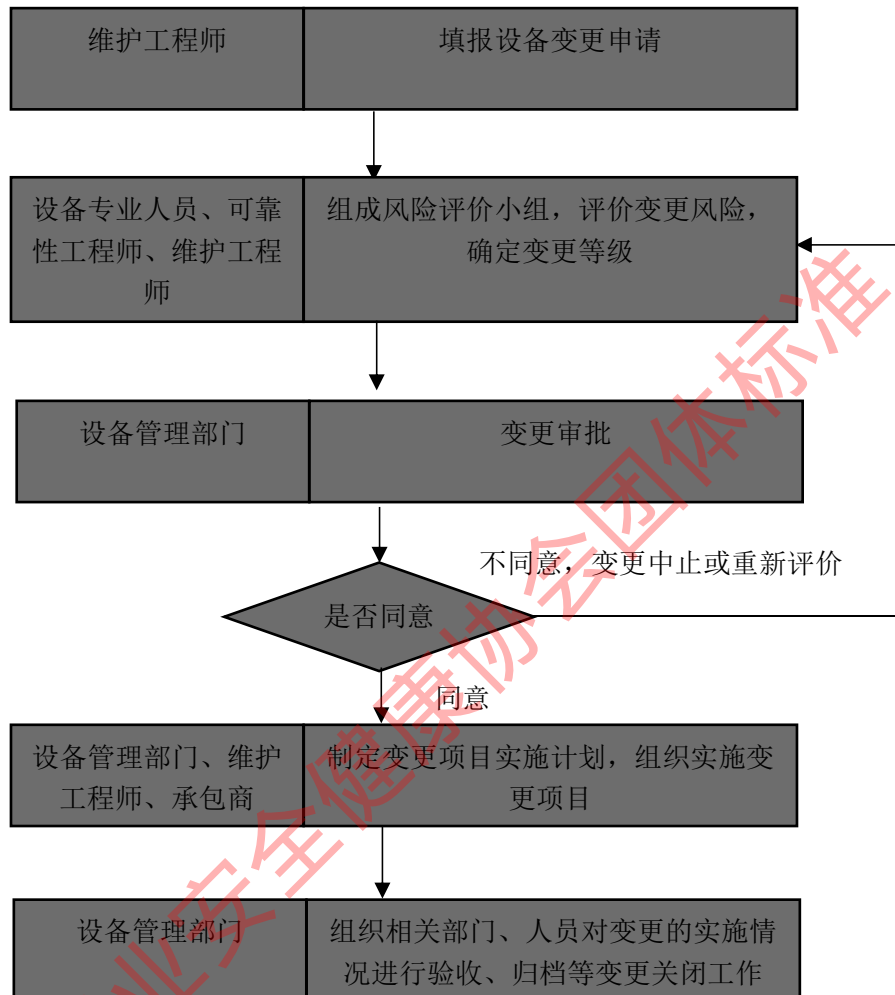 维护工程师
填报设备变更申请
设备专业人员、可靠
性工程师、维护工程
师
组成风险评价小组，评价变更风险，
确定变更等级
设备管理部门
变更审批
不同意，变更中止或重新评价
是否同意
同意
设备管理部门、维护
工程师、承包商
制定变更项目实施计划，组织实施变
更项目
设备管理部门
组织相关部门、人员对变更的实施情
况进行验收、归档等变更关闭工作
业安全健康协会团体标准